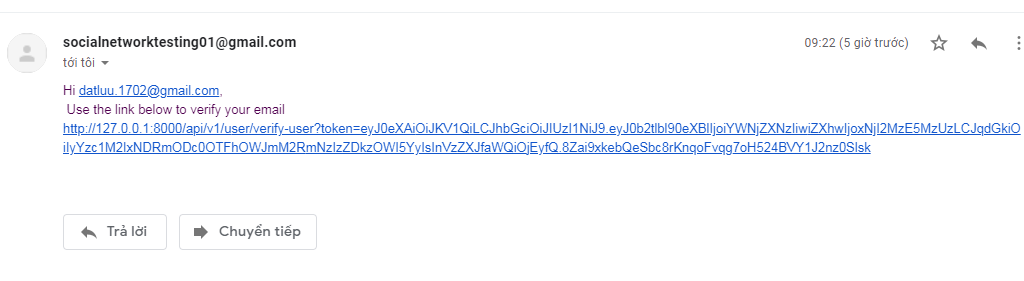 socialnetworktesting01@gmail.com
09:22 (5 giờ trước)
tới tôi
Hi datluu.1702@gmail.com,
Use the link below to verify your email
http://127.0.0.1:8000/api/v1/user/verify-user?token=eyJ0eXAiOiJKV1QiLCJhbGciOiJIUzI1NiJ9.eyJ0b2tlbl90eXBlIjoiYWNjZXNzIiwiZXhwIjoxNjI2MzE5MzUzLCJqdGkiO
iIyYzc1M2IxNDRmODc0OTFhOWJmM2RmNzIzZDkzOWI5YyIsInVzZXJfaWQiOjEyfQ.8Zai9xkebQeSbc8rKnqoFvqg7oH524BVY1J2nz0SIsk
Trả lời
Chuyển tiếp